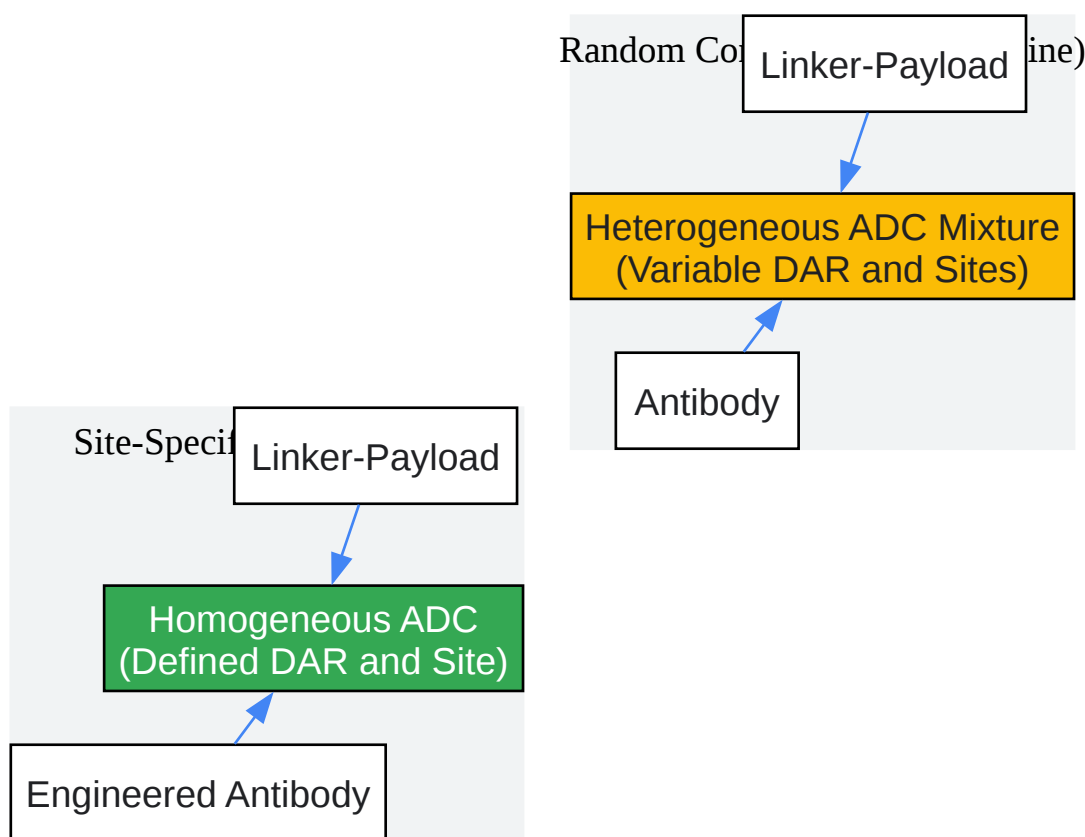 Random Co ine)
Linker-Payload
Heterogeneous ADC Mixture
(Variable DAR and Sites)
Antibody
Site-Specif
Linker-Payload
Homogeneous ADC
(Defined DAR and Site)
Engineered Antibody